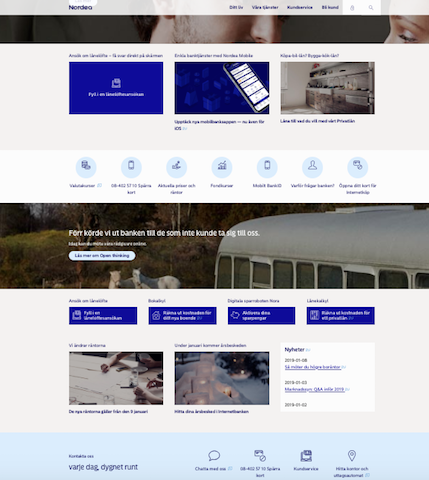 Nordea
Ditt liv Våra tjänster Kundservice Bli kund
Ansök om lånelöfte – få svar direkt på skärmen
Fyll i en lånelöftesansökan
Enkla banktjänster med Nordea Mobile
Upptäck nya mobilbanksappen — nu även för iOS
Köpa-bil-lån? Bygga-kök-lån?
Låna till vad du vill med vårt Privatlån
Valutakurser
08-402 57 10 Spärra kort
Aktuella priser och räntor
Fondkurser
Mobilt BankID
Varför frågar banken?
Öppna ditt kort för internetköp
Förr körde vi ut banken till de som inte kunde ta sig till oss.
Idag kan du möta våra rådgivare online.
Läs mer om Open Banking
Ansök om lånelöfte
Fyll i en lånelöftesansökan
Bokalkyl
Räkna ut kostnaden för ditt nya boende
Digitala sparroboten Nora
Aktivera dina sparpengar
Lånekalkyl
Räkna ut kostnaden för ett privatlån
Vi ändrar räntorna
De nya räntorna gäller från den 3 januari
Under januari kommer årsbeskeden
Hitta dina årsbesked i internetbanken
Nyheter
2019-01-08
Så möter du högre boräntor
2019-01-03
Marknadssyn: Q&A inför 2019
2019-01-02
Kontakta oss
varje dag, dygnet runt
Chatta med oss
08-402 57 10 Spärra kort
Kundservice
Hitta kontor och uttagsautomat